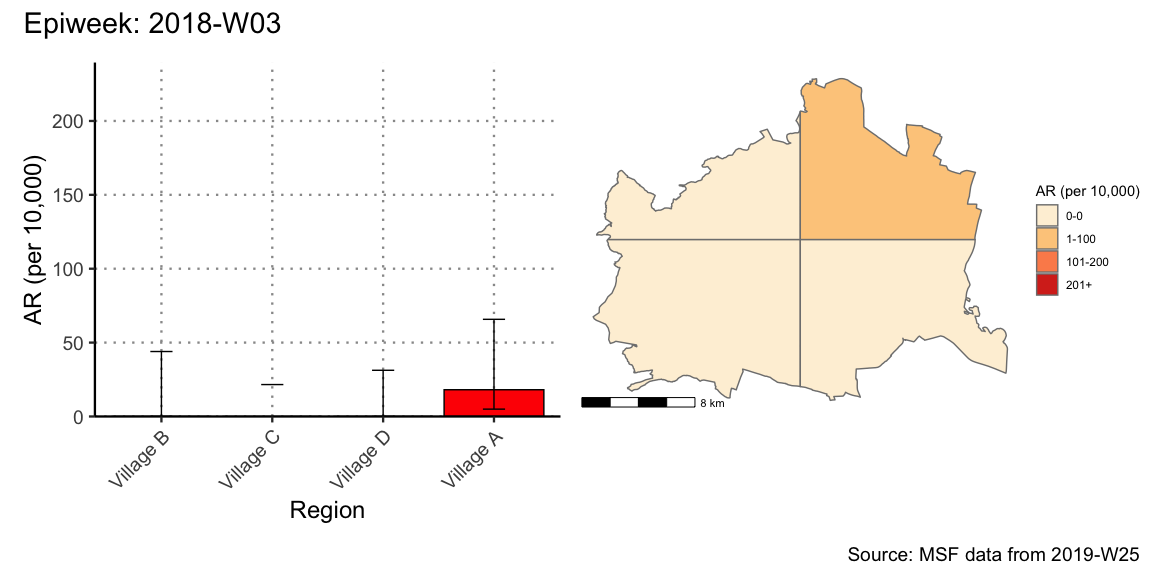 Epiweek: 2018-W03
AR (per 10,000)
200
150
100
50
0
Village B
Village C
Village D
Village A
Region
8 km
AR (per 10,000)
0-0
1-100
101-200
201+
Source: MSF data from 2019-W25